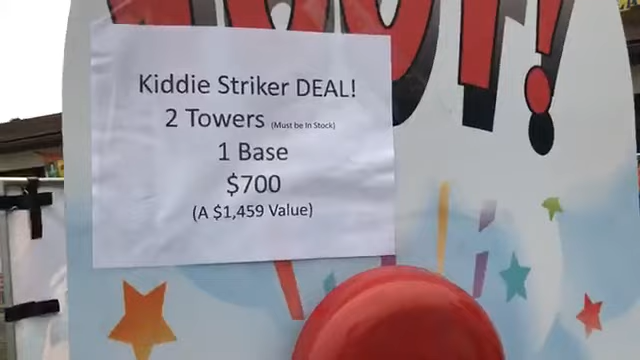 Kiddie Striker DEAL!
2 Towers (Must be In Stock)
1 Base
$700
(A $1,459 Value)